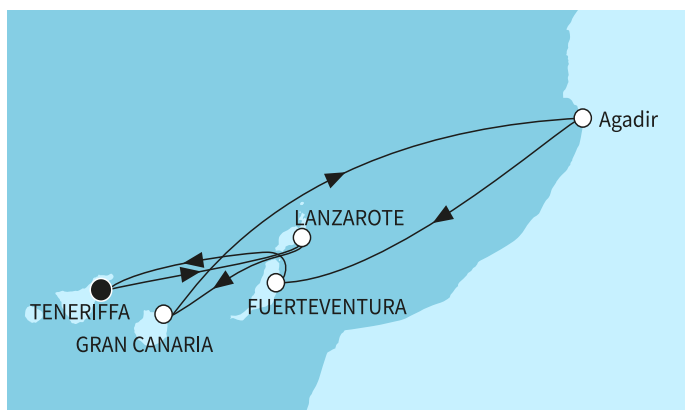 Agadir
LANZAROTE
TENERIFFA
FUERTEVENTURA
GRAN CANARIA